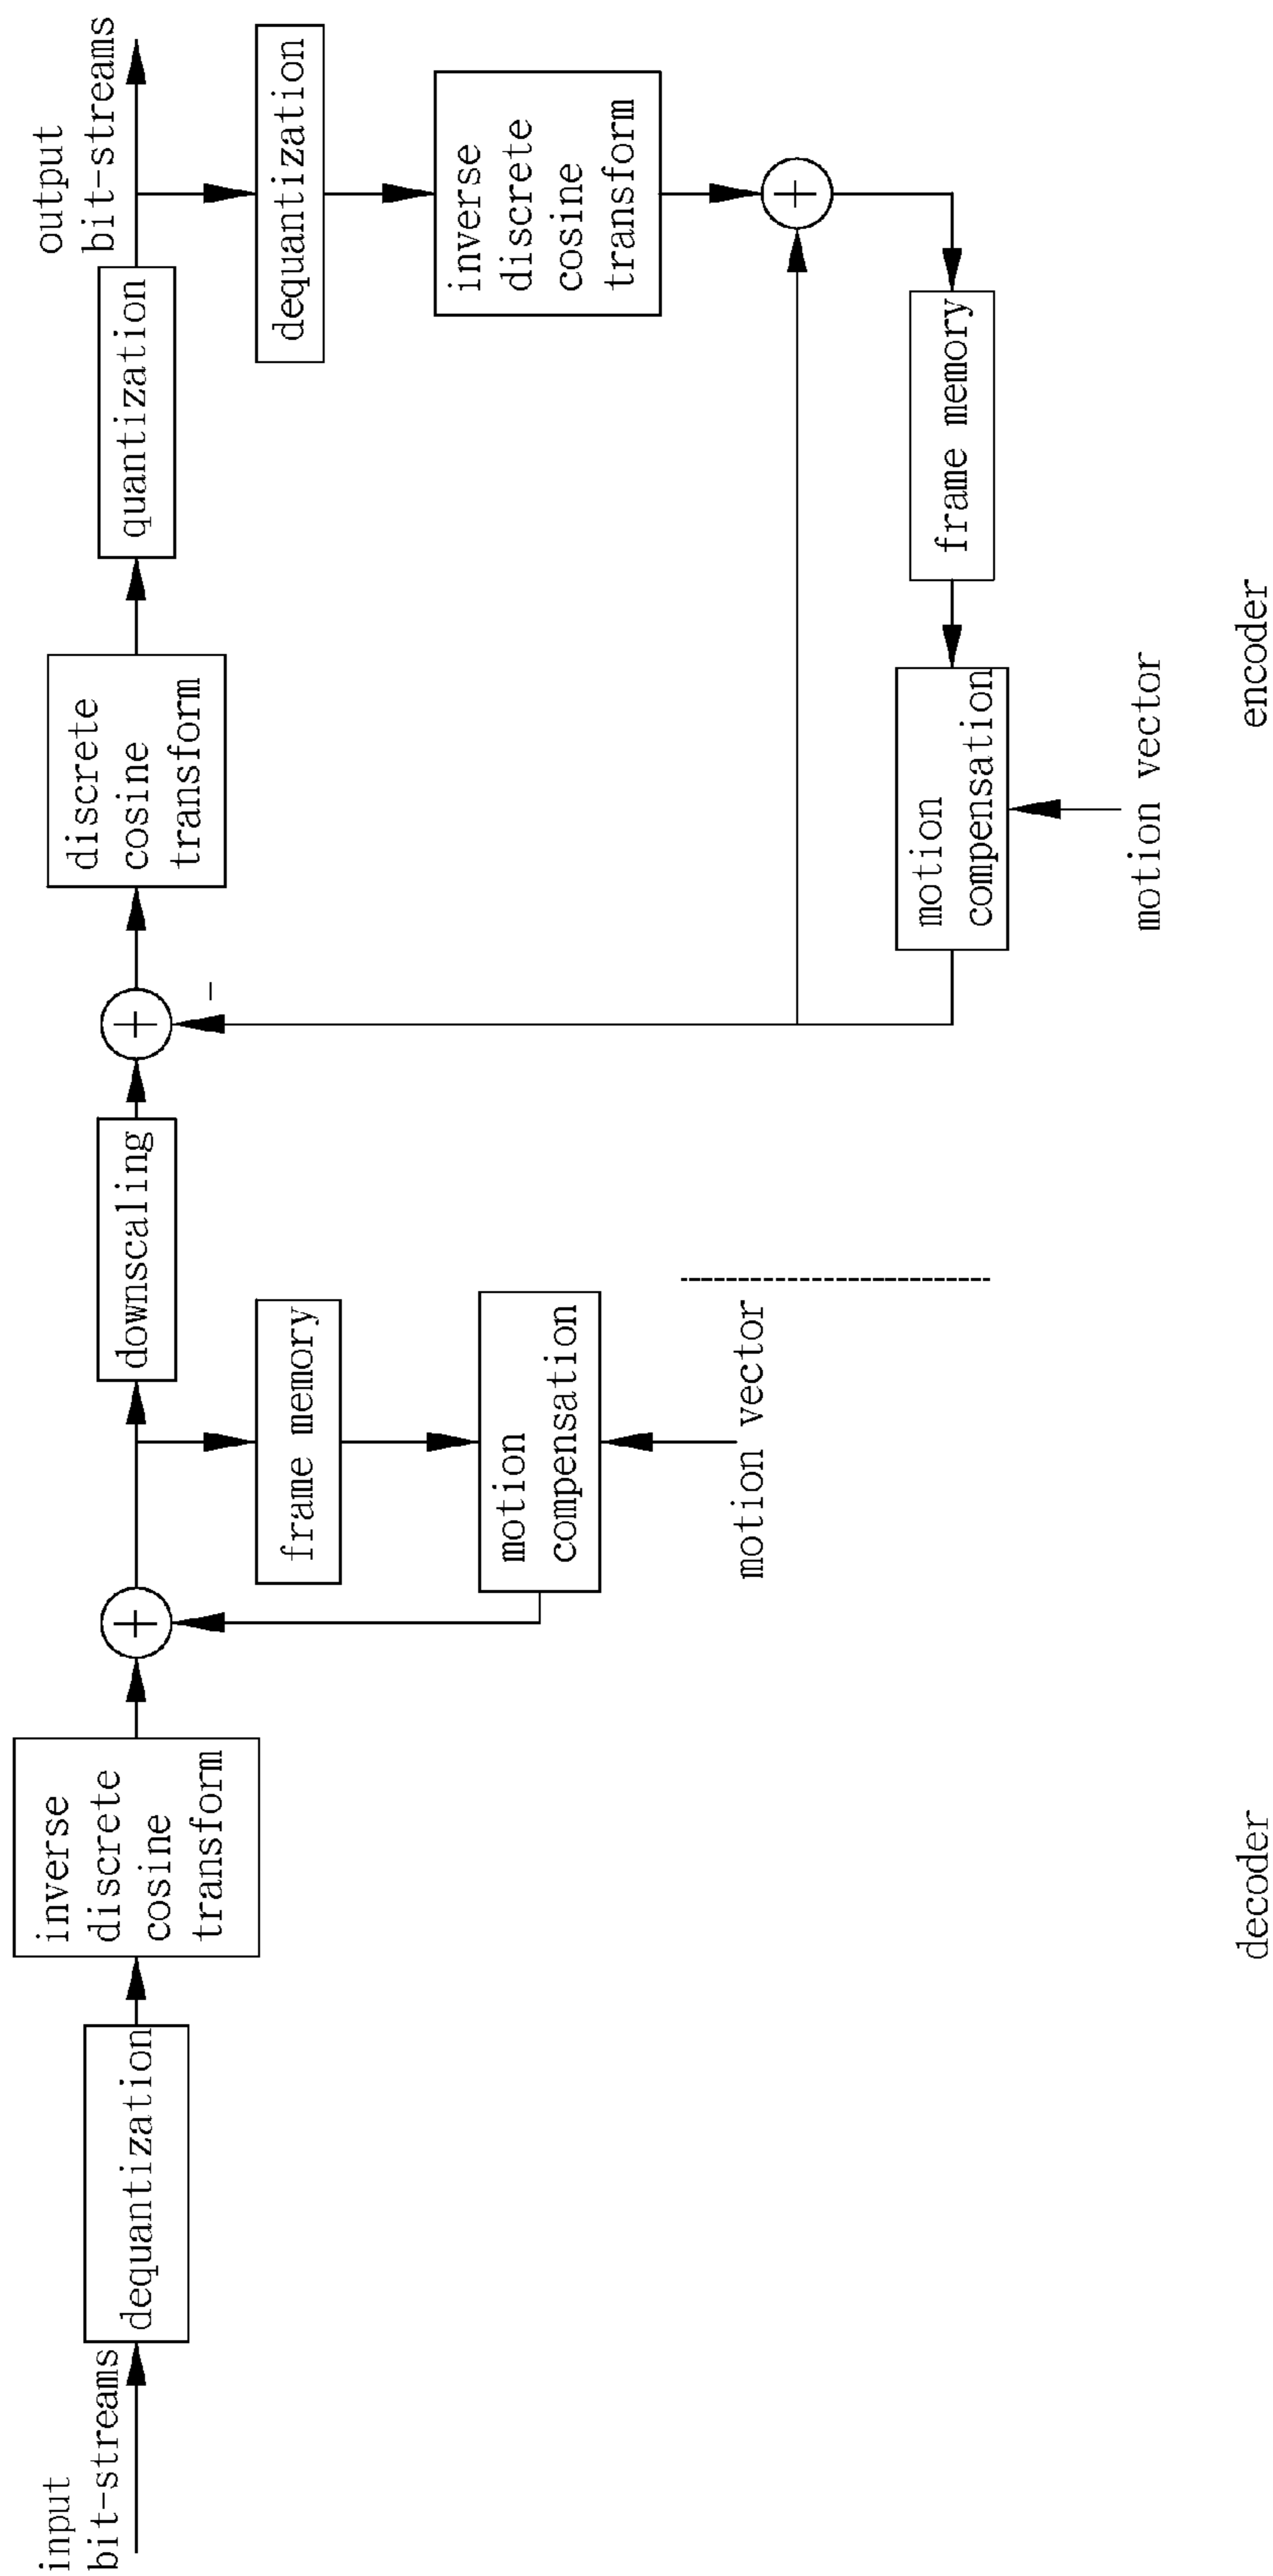 input
bit-streams
dequantization
inverse
discrete
cosine
transform
+
frame memory
motion
compensation
motion vector
downscaling
+
-
discrete
cosine
transform
quantization
output
bit-streams
dequantization
inverse
discrete
cosine
transform
+
frame memory
motion
compensation
motion vector
decoder
encoder